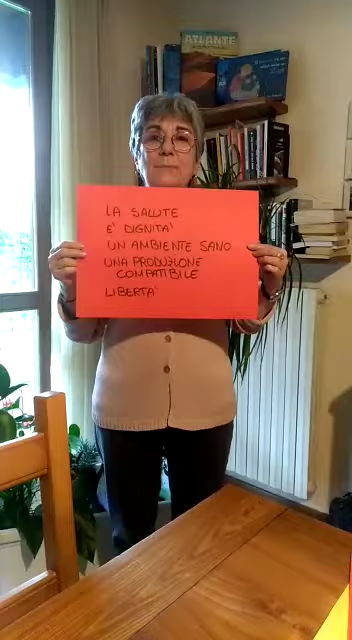 ATLANTE
LA SALUTE
E' DIGNITA'
UN AMBIENTE SANO
UNA PRODUZIONE
COMPATIBILE
LIBERTA'